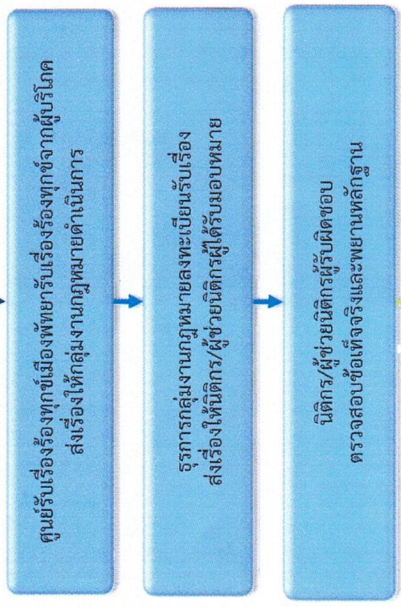 ศูนย์รับเรื่องร้องทุกข์เมืองพัทยารับเรื่องร้องทุกข์จากผู้บริโภค
ส่งเรื่องให้กลุ่มงานกฎหมายดำเนินการ
ธุรการกลุ่มงานกฎหมายลงทะเบียนรับเรื่อง
ส่งเรื่องให้นิติกร/ผู้ช่วยนิติกรผู้ได้รับมอบหมาย
นิติกร/ผู้ช่วยนิติกรผู้รับผิดชอบ
ตรวจสอบข้อเท็จจริงและพยานหลักฐาน